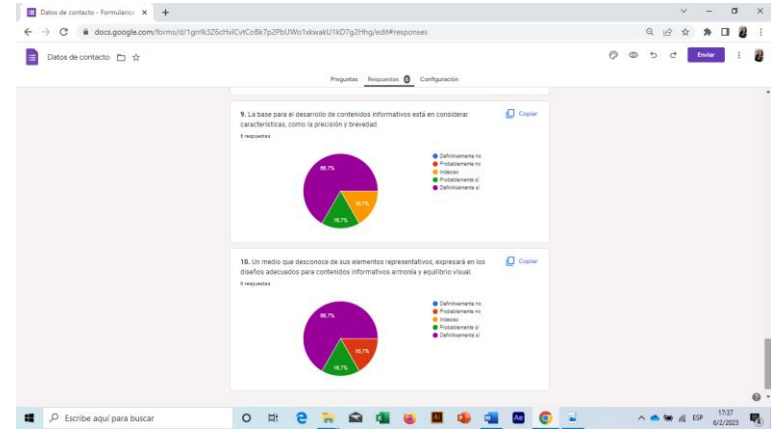 Datos de contacto - Formularios
docs.google.com/forms/d/1grrlk3Z6cHxlCvtCoBk7p2PbUWo1xkwakU1kD7g2Hhg/edit#responses
Datos de contacto
Enviar
Preguntas Respuestas 6 Configuración
9. La base para el desarrollo de contenidos informativos está en considerar
características, como la precisión y brevedad.
Copiar
6 respuestas
Definitivamente no
Probablemente no
Indeciso
Probablemente sí
Definitivamente sí
66,7%
16,7%
16,7%
10. Un medio que desconoce de sus elementos representativos, expresará en los
diseños adecuados para contenidos informativos armonía y equilibrio visual.
Copiar
6 respuestas
Definitivamente no
Probablemente no
Indeciso
Probablemente sí
Definitivamente sí
66,7%
16,7%
16,7%
Escribe aquí para buscar
ESP
17:37
6/2/2023